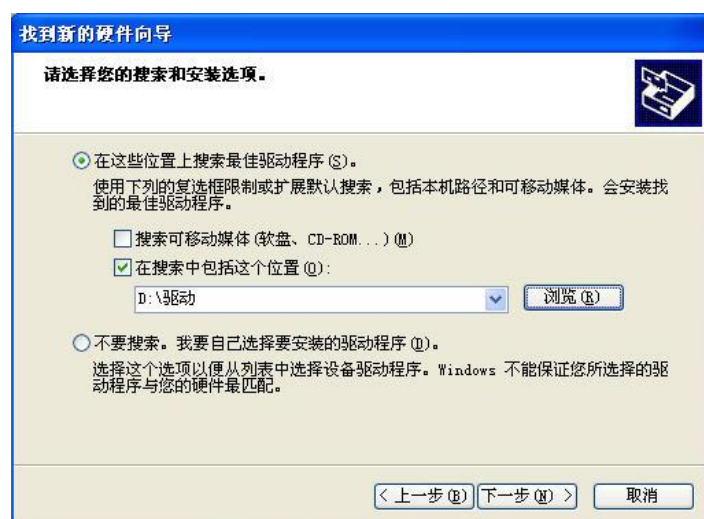 找到新的硬件向导
请选择您的搜索和安装选项。
在这些位置上搜索最佳驱动程序(S)。
使用下列的复选框限制或扩展默认搜索，包括本机路径和可移动媒体。会安装找
到的最佳驱动程序。
搜索可移动媒体(软盘、CD-ROM...)(M)
在搜索中包括这个位置(O):
D:\驱动
浏览(R)
不要搜索。我要自己选择要安装的驱动程序(D)。
选择这个选项以便从列表中选择设备驱动程序。Windows 不能保证您所选择的驱
动程序与您的硬件最匹配。
< 上一步(B) 下一步(N) > 取消